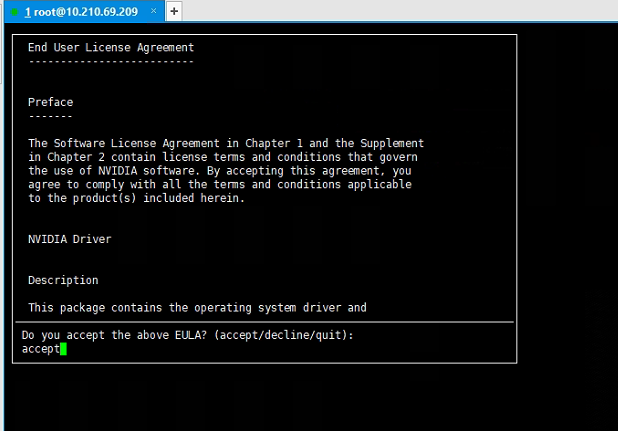 1 root@10.210.69.209 × +
End User License Agreement
--------------------------
Preface
-------
The Software License Agreement in Chapter 1 and the Supplement
in Chapter 2 contain license terms and conditions that govern
the use of NVIDIA software. By accepting this agreement, you
agree to comply with all the terms and conditions applicable
to the product(s) included herein.
NVIDIA Driver
Description
This package contains the operating system driver and
Do you accept the above EULA? (accept/decline/quit):
accept